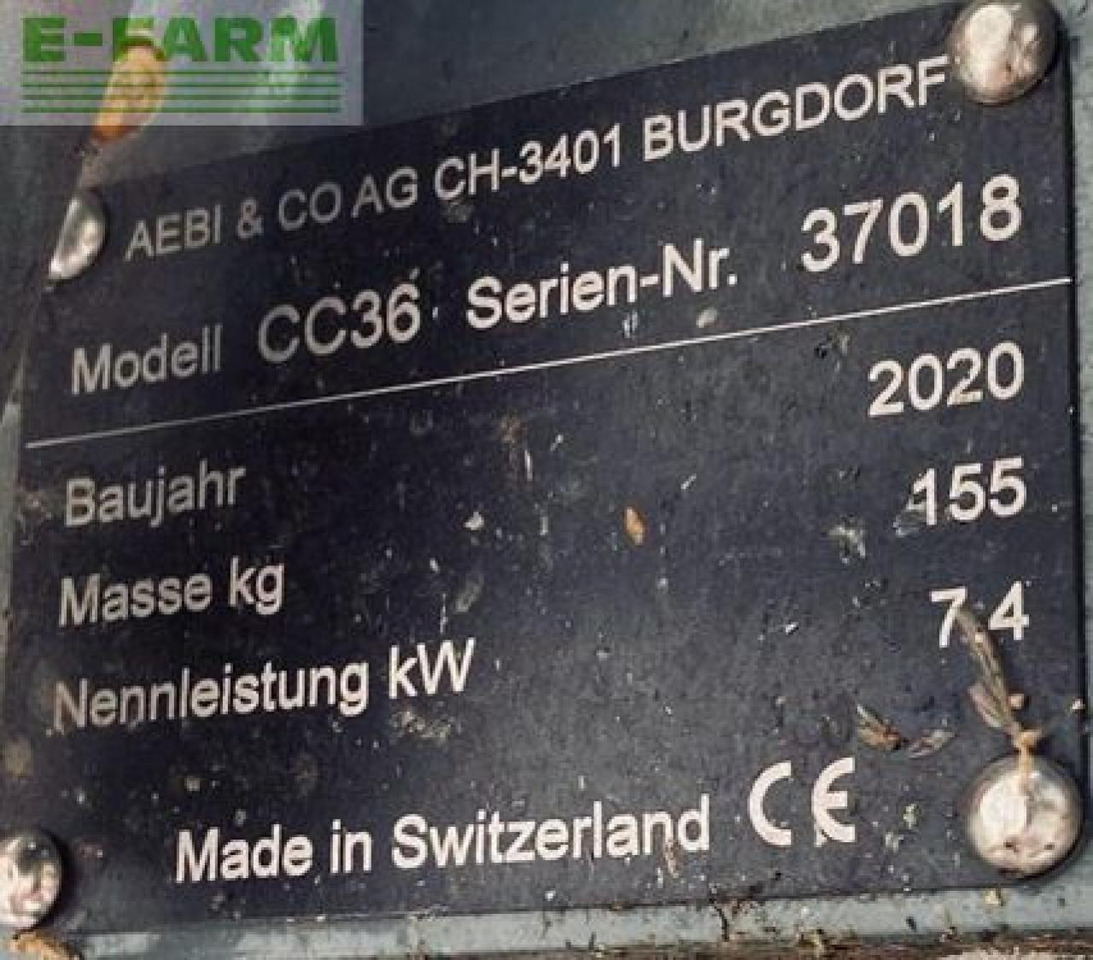 E-FARM
AEBI & CO AG CH-3401 BURGDORF
Modell CC36 Serien-Nr. 37018
Baujahr 2020
Masse kg 155
Nennleistung kW 7.4
Made in Switzerland CE